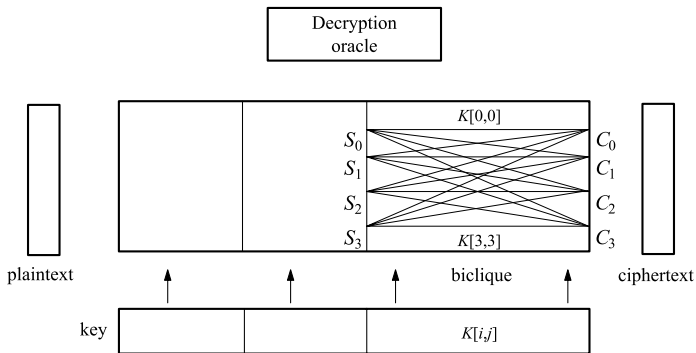 Decryption
oracle
K[0,0]
S0 C0
S1 C1
S2 C2
S3 C3
K[3,3]
plaintext
biclique
ciphertext
key
K[i,j]